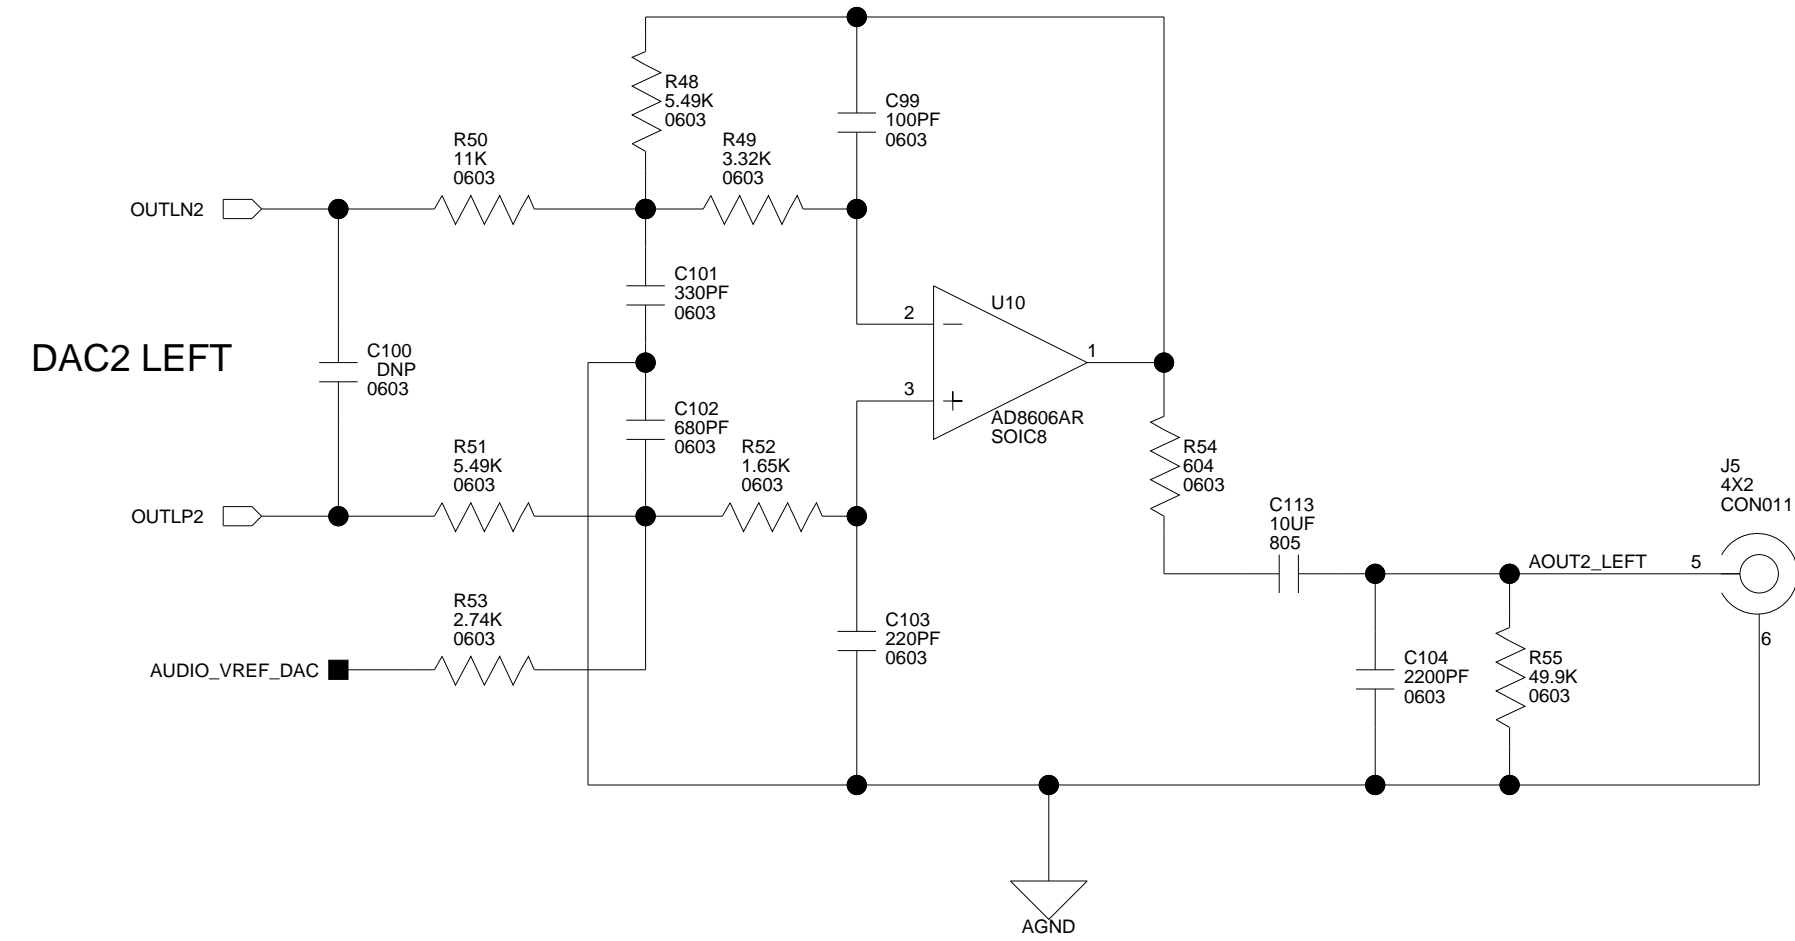 R48
5.49K
0603
C99
100PF
0603
R50
11K
0603
R49
3.32K
0603
OUTLN2
C101
330PF
0603
U10
2
1
DAC2 LEFT
C100
DNP
0603
3
C102
680PF
0603
AD8606AR
SOIC8
R51
5.49K
0603
R52
1.65K
0603
R54
604
0603
J5
4X2
CON011
OUTLP2
C113
10UF
805
AOUT2_LEFT
5
R53
2.74K
0603
C103
220PF
0603
6
AUDIO_VREF_DAC
C104
2200PF
0603
R55
49.9K
0603
AGND